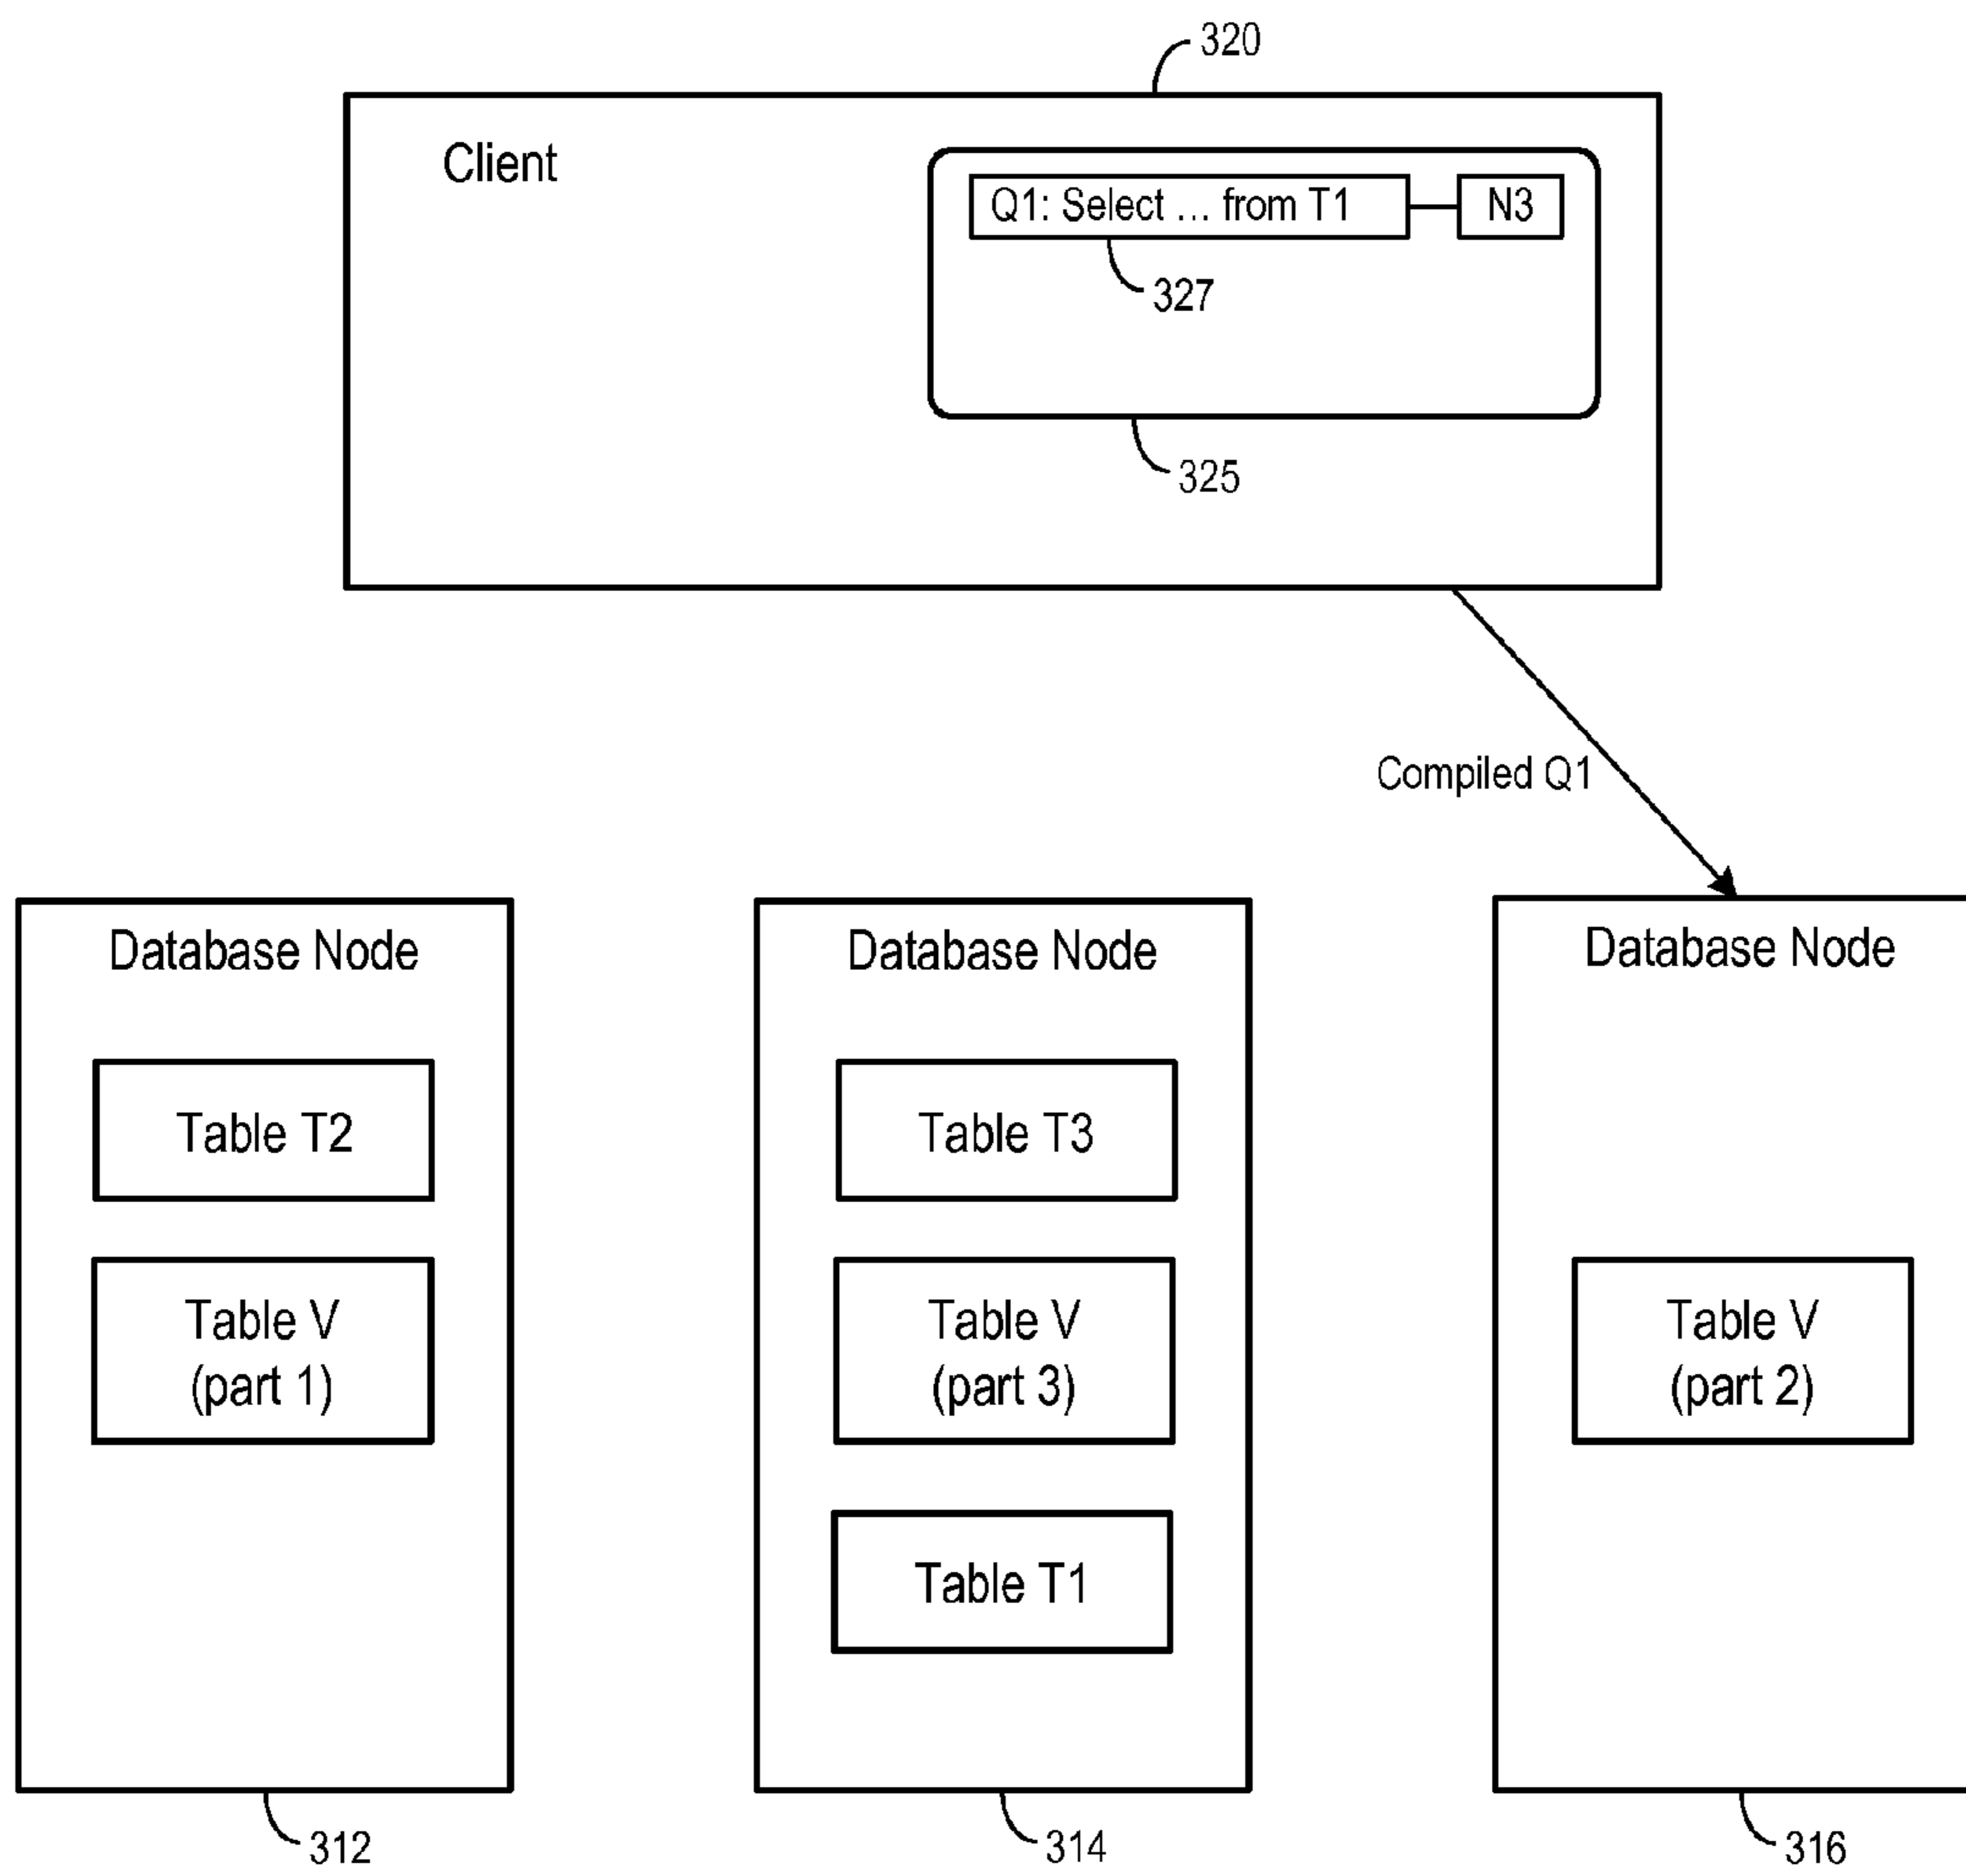 320
Client
Q1: Select ... from T1
N3
327
325
Compiled Q1
Database Node
Table T2
Table V
(part 1)
312
Database Node
Table T3
Table V
(part 3)
Table T1
314
Database Node
Table V
(part 2)
316